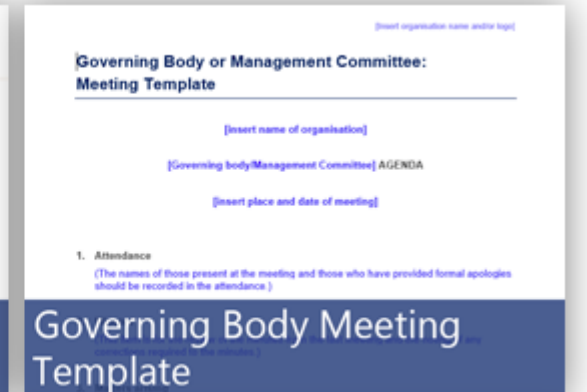 [Insert organisation name and/or logo]
Governing Body or Management Committee:
Meeting Template
[Insert name of organisation]
[Governing body/Management Committee] AGENDA
[insert place and date of meeting]
1. Attendance
(The names of those present at the meeting and those who have provided formal apologies
should be recorded in the attendance.)
Governing Body Meeting
any
corrections required to the minutes.)
Template